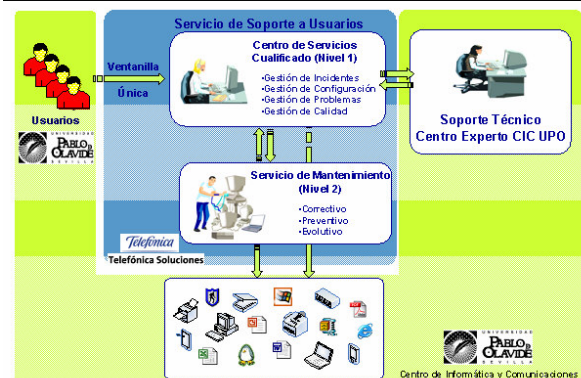 Servicio de Soporte a Usuarios
Centro de Servicios
Cualificado (Nivel 1)
•Gestión de Incidentes
•Gestión de Configuración
•Gestión de Problemas
•Gestión de Calidad
Ventanilla
Única
Usuarios
UNIVERSIDAD
PABLO DE
OLAVIDE
SEVILLA
Soporte Técnico
Centro Experto CIC UPO
Servicio de Mantenimiento
(Nivel 2)
•Correctivo
•Preventivo
•Evolutivo
Telefónica
Telefónica Soluciones
UNIVERSIDAD
PABLO DE
OLAVIDE
SEVILLA
Centro de Informática y Comunicaciones